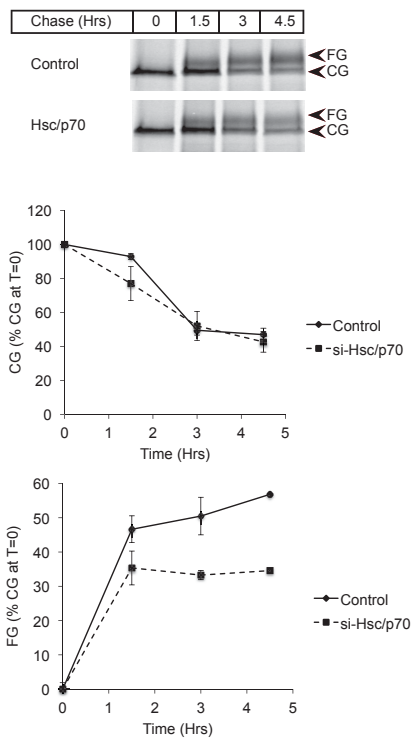 Chase (Hrs) 0 1.5 3 4.5
Control
FG
CG
Hsc/p70
FG
CG
120
100
80
60
40
20
0
CG (% CG at T=0)
0 1 2 3 4 5
Time (Hrs)
Control
si-Hsc/p70
60
50
40
30
20
10
0
FG (% CG at T=0)
0 1 2 3 4 5
Time (Hrs)
Control
si-Hsc/p70